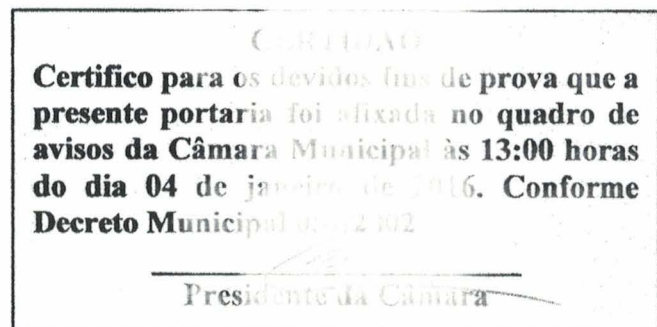 CERTIDÃO
Certifico para os devidos fins de prova que a
presente portaria foi afixada no quadro de
avisos da Câmara Municipal às 13:00 horas
do dia 04 de janeiro de 2016. Conforme
Decreto Municipal
Presidente da Câmara